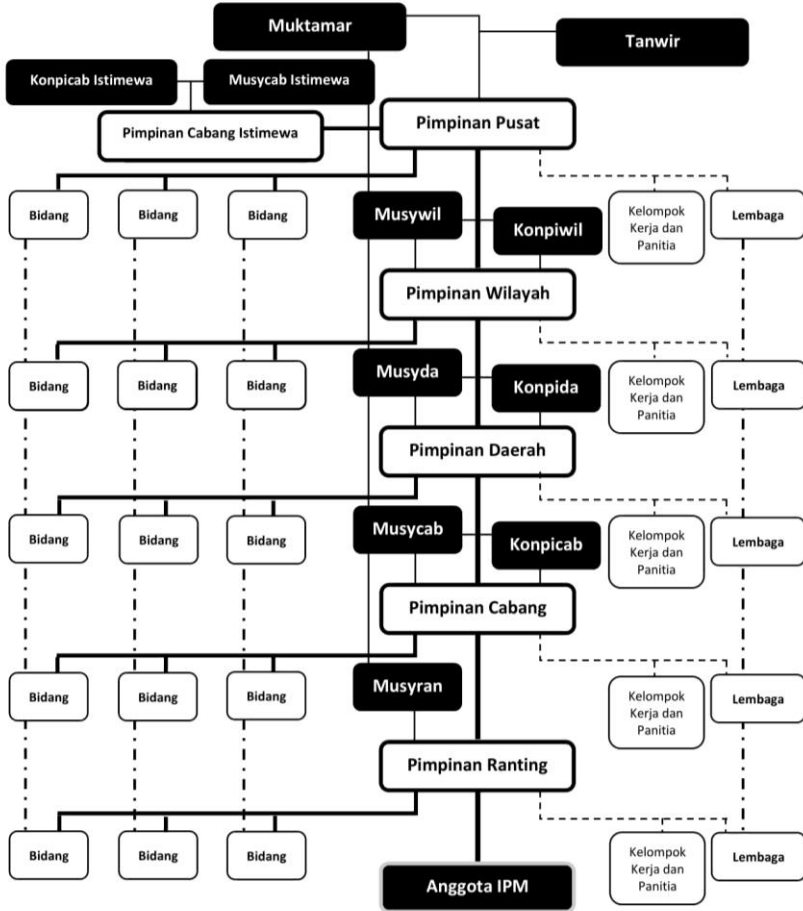 Muktamar
Tanwir
Konpicab Istimewa
Musycab Istimewa
Pimpinan Cabang Istimewa
Pimpinan Pusat
Bidang
Bidang
Bidang
Musywil
Konpiwil
Kelompok
Kerja dan
Panitia
Lembaga
Pimpinan Wilayah
Bidang
Bidang
Bidang
Musyda
Konpida
Kelompok
Kerja dan
Panitia
Lembaga
Pimpinan Daerah
Bidang
Bidang
Bidang
Musycab
Konpicab
Kelompok
Kerja dan
Panitia
Lembaga
Pimpinan Cabang
Bidang
Bidang
Bidang
Musyran
Kelompok
Kerja dan
Panitia
Lembaga
Pimpinan Ranting
Bidang
Bidang
Bidang
Kelompok
Kerja dan
Panitia
Lembaga
Anggota IPM